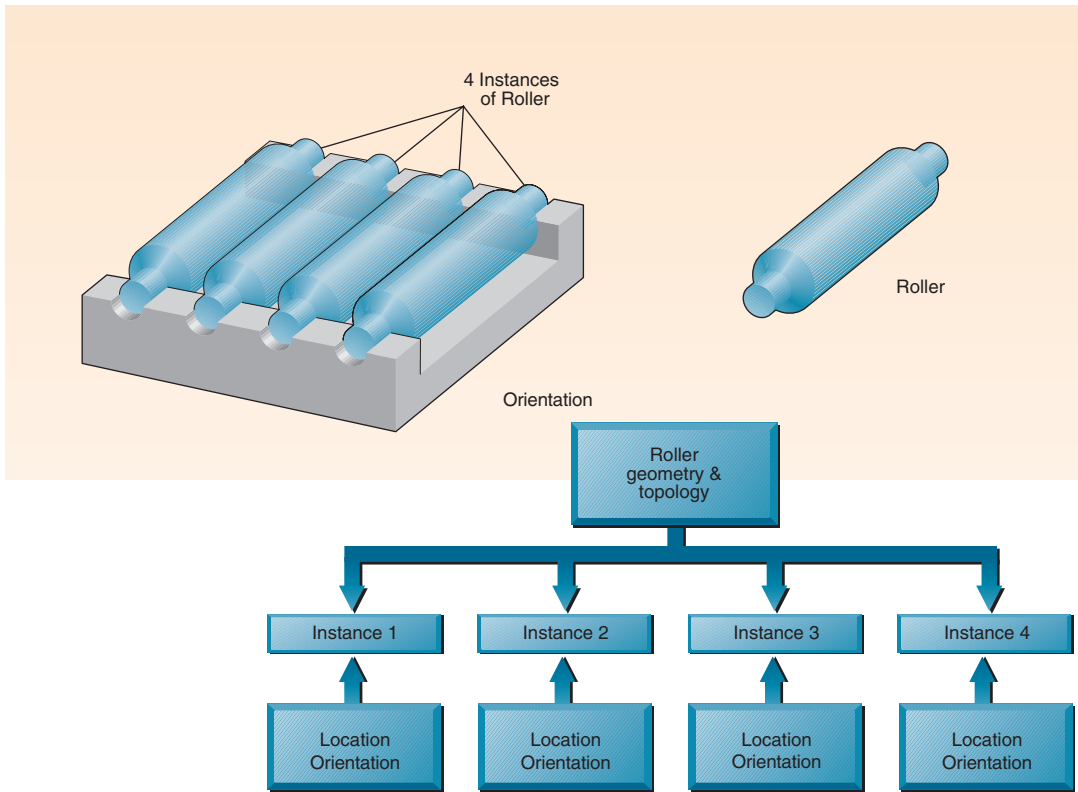 4 Instances
of Roller
Roller
Orientation
Roller
geometry &
topology
Instance 1
Instance 2
Instance 3
Instance 4
Location
Orientation
Location
Orientation
Location
Orientation
Location
Orientation